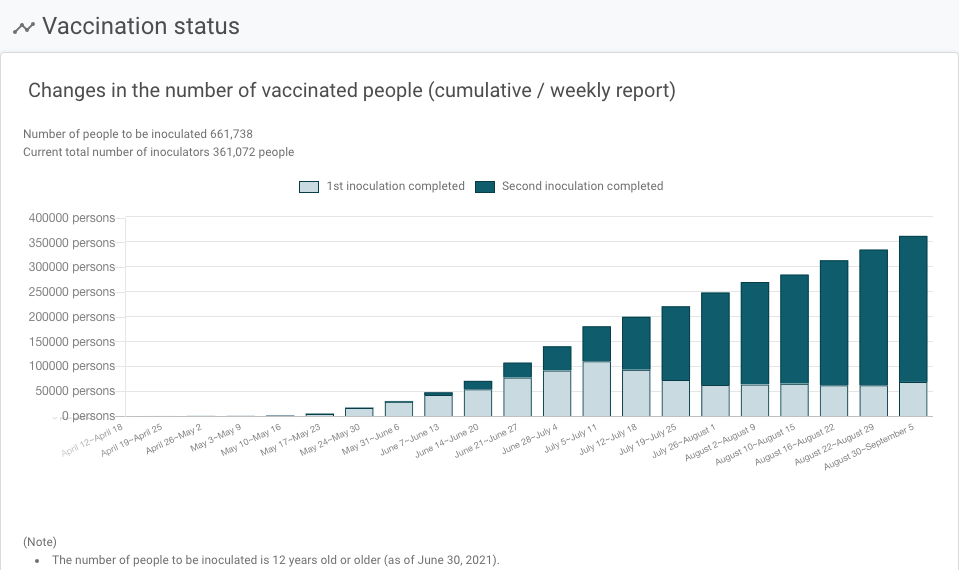 Vaccination status
Changes in the number of vaccinated people (cumulative / weekly report)
Number of people to be inoculated 661,738
Current total number of inoculators 361,072 people
1st inoculation completed Second inoculation completed
400000 persons
350000 persons
300000 persons
250000 persons
200000 persons
150000 persons
100000 persons
50000 persons
0 persons
April 12~April 18
April 19~April 25
April 26~May 2
May 3~May 9
May 10~May 16
May 17~May 23
May 24~May 30
May 31~June 6
June 7~June 13
June 14~June 20
June 21~June 27
June 28~July 4
July 5~July 11
July 12~July 18
July 19~July 25
July 26~August 1
August 2~August 9
August 10~August 15
August 16~August 22
August 22~August 29
August 30~September 5
(Note)
• The number of people to be inoculated is 12 years old or older (as of June 30, 2021).